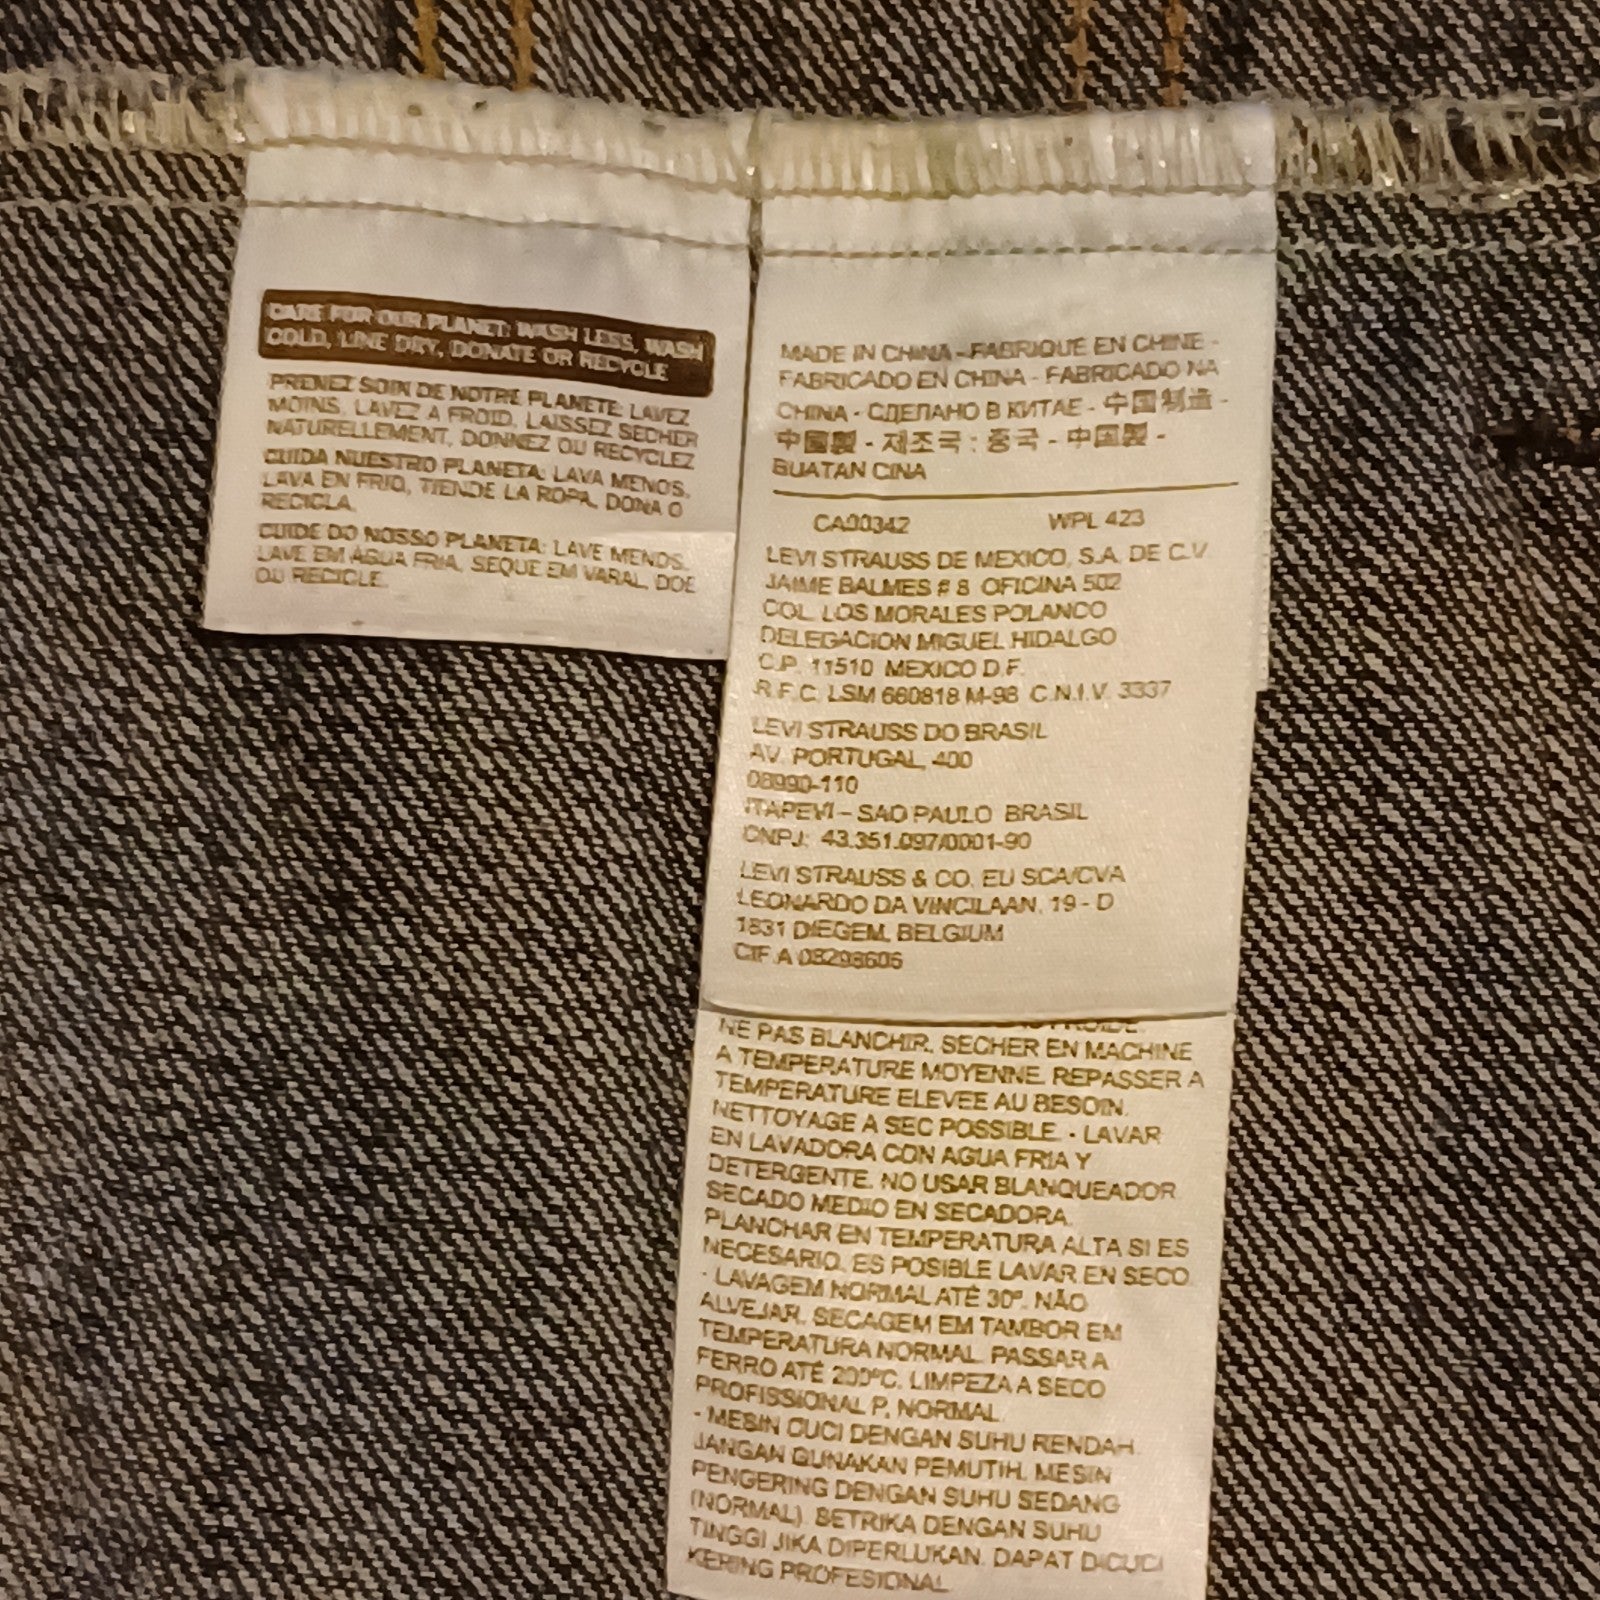 CARE FOR OUR PLANET: WASH LESS, WASH
COLD, LINE DRY, DONATE OR RECYCLE
PRENEZ SOIN DE NOTRE PLANETE: LAVEZ
MOINS, LAVEZ A FROID, LAISSEZ SECHER
NATURELLEMENT, DONNEZ OU RECYCLEZ
CUIDA NUESTRO PLANETA: LAVA MENOS,
LAVA EN FRIO, TIENDE LA ROPA, DONA O
RECICLA.
CUIDE DO NOSSO PLANETA: LAVE MENOS,
LAVE EM ÁGUA FRIA, SEQUE EM VARAL, DOE
OU RECICLE.
MADE IN CHINA - FABRIQUE EN CHINE -
FABRICADO EN CHINA - FABRICADO NA
CHINA - СДЕЛАНО В КИТАЕ - 中国制造 -
中國製 - 제조국 : 중국 - 中国製 -
BUATAN CINA
CA00342 WPL 423
LEVI STRAUSS DE MEXICO, S.A. DE C.V
JAIME BALMES # 8 OFICINA 502
COL. LOS MORALES POLANCO
DELEGACION MIGUEL HIDALGO
C.P. 11510 MEXICO D.F.
R.F.C. LSM 660818 M-98 C.N.I.V. 3337
LEVI STRAUSS DO BRASIL
AV. PORTUGAL, 400
08990-110
ITAPEVI – SAO PAULO BRASIL
CNPJ: 43.351.097/0001-90
LEVI STRAUSS & CO. EU SCA/CVA
LEONARDO DA VINCILAAN, 19 - D
1831 DIEGEM, BELGIUM
CIF A 08298606
NE PAS BLANCHIR. SECHER EN MACHINE
A TEMPERATURE MOYENNE. REPASSER A
TEMPERATURE ELEVEE AU BESOIN.
NETTOYAGE A SEC POSSIBLE. - LAVAR
EN LAVADORA CON AGUA FRIA Y
DETERGENTE. NO USAR BLANQUEADOR.
SECADO MEDIO EN SECADORA.
PLANCHAR EN TEMPERATURA ALTA SI ES
NECESARIO. ES POSIBLE LAVAR EN SECO.
- LAVAGEM NORMAL ATÉ 30º. NÃO
ALVEJAR. SECAGEM EM TAMBOR EM
TEMPERATURA NORMAL. PASSAR A
FERRO ATÉ 200ºC. LIMPEZA A SECO
PROFISSIONAL P, NORMAL.
- MESIN CUCI DENGAN SUHU RENDAH.
JANGAN GUNAKAN PEMUTIH. MESIN
PENGERING DENGAN SUHU SEDANG
(NORMAL). SETRIKA DENGAN SUHU
TINGGI JIKA DIPERLUKAN. DAPAT DICUCI
KERING PROFESIONAL